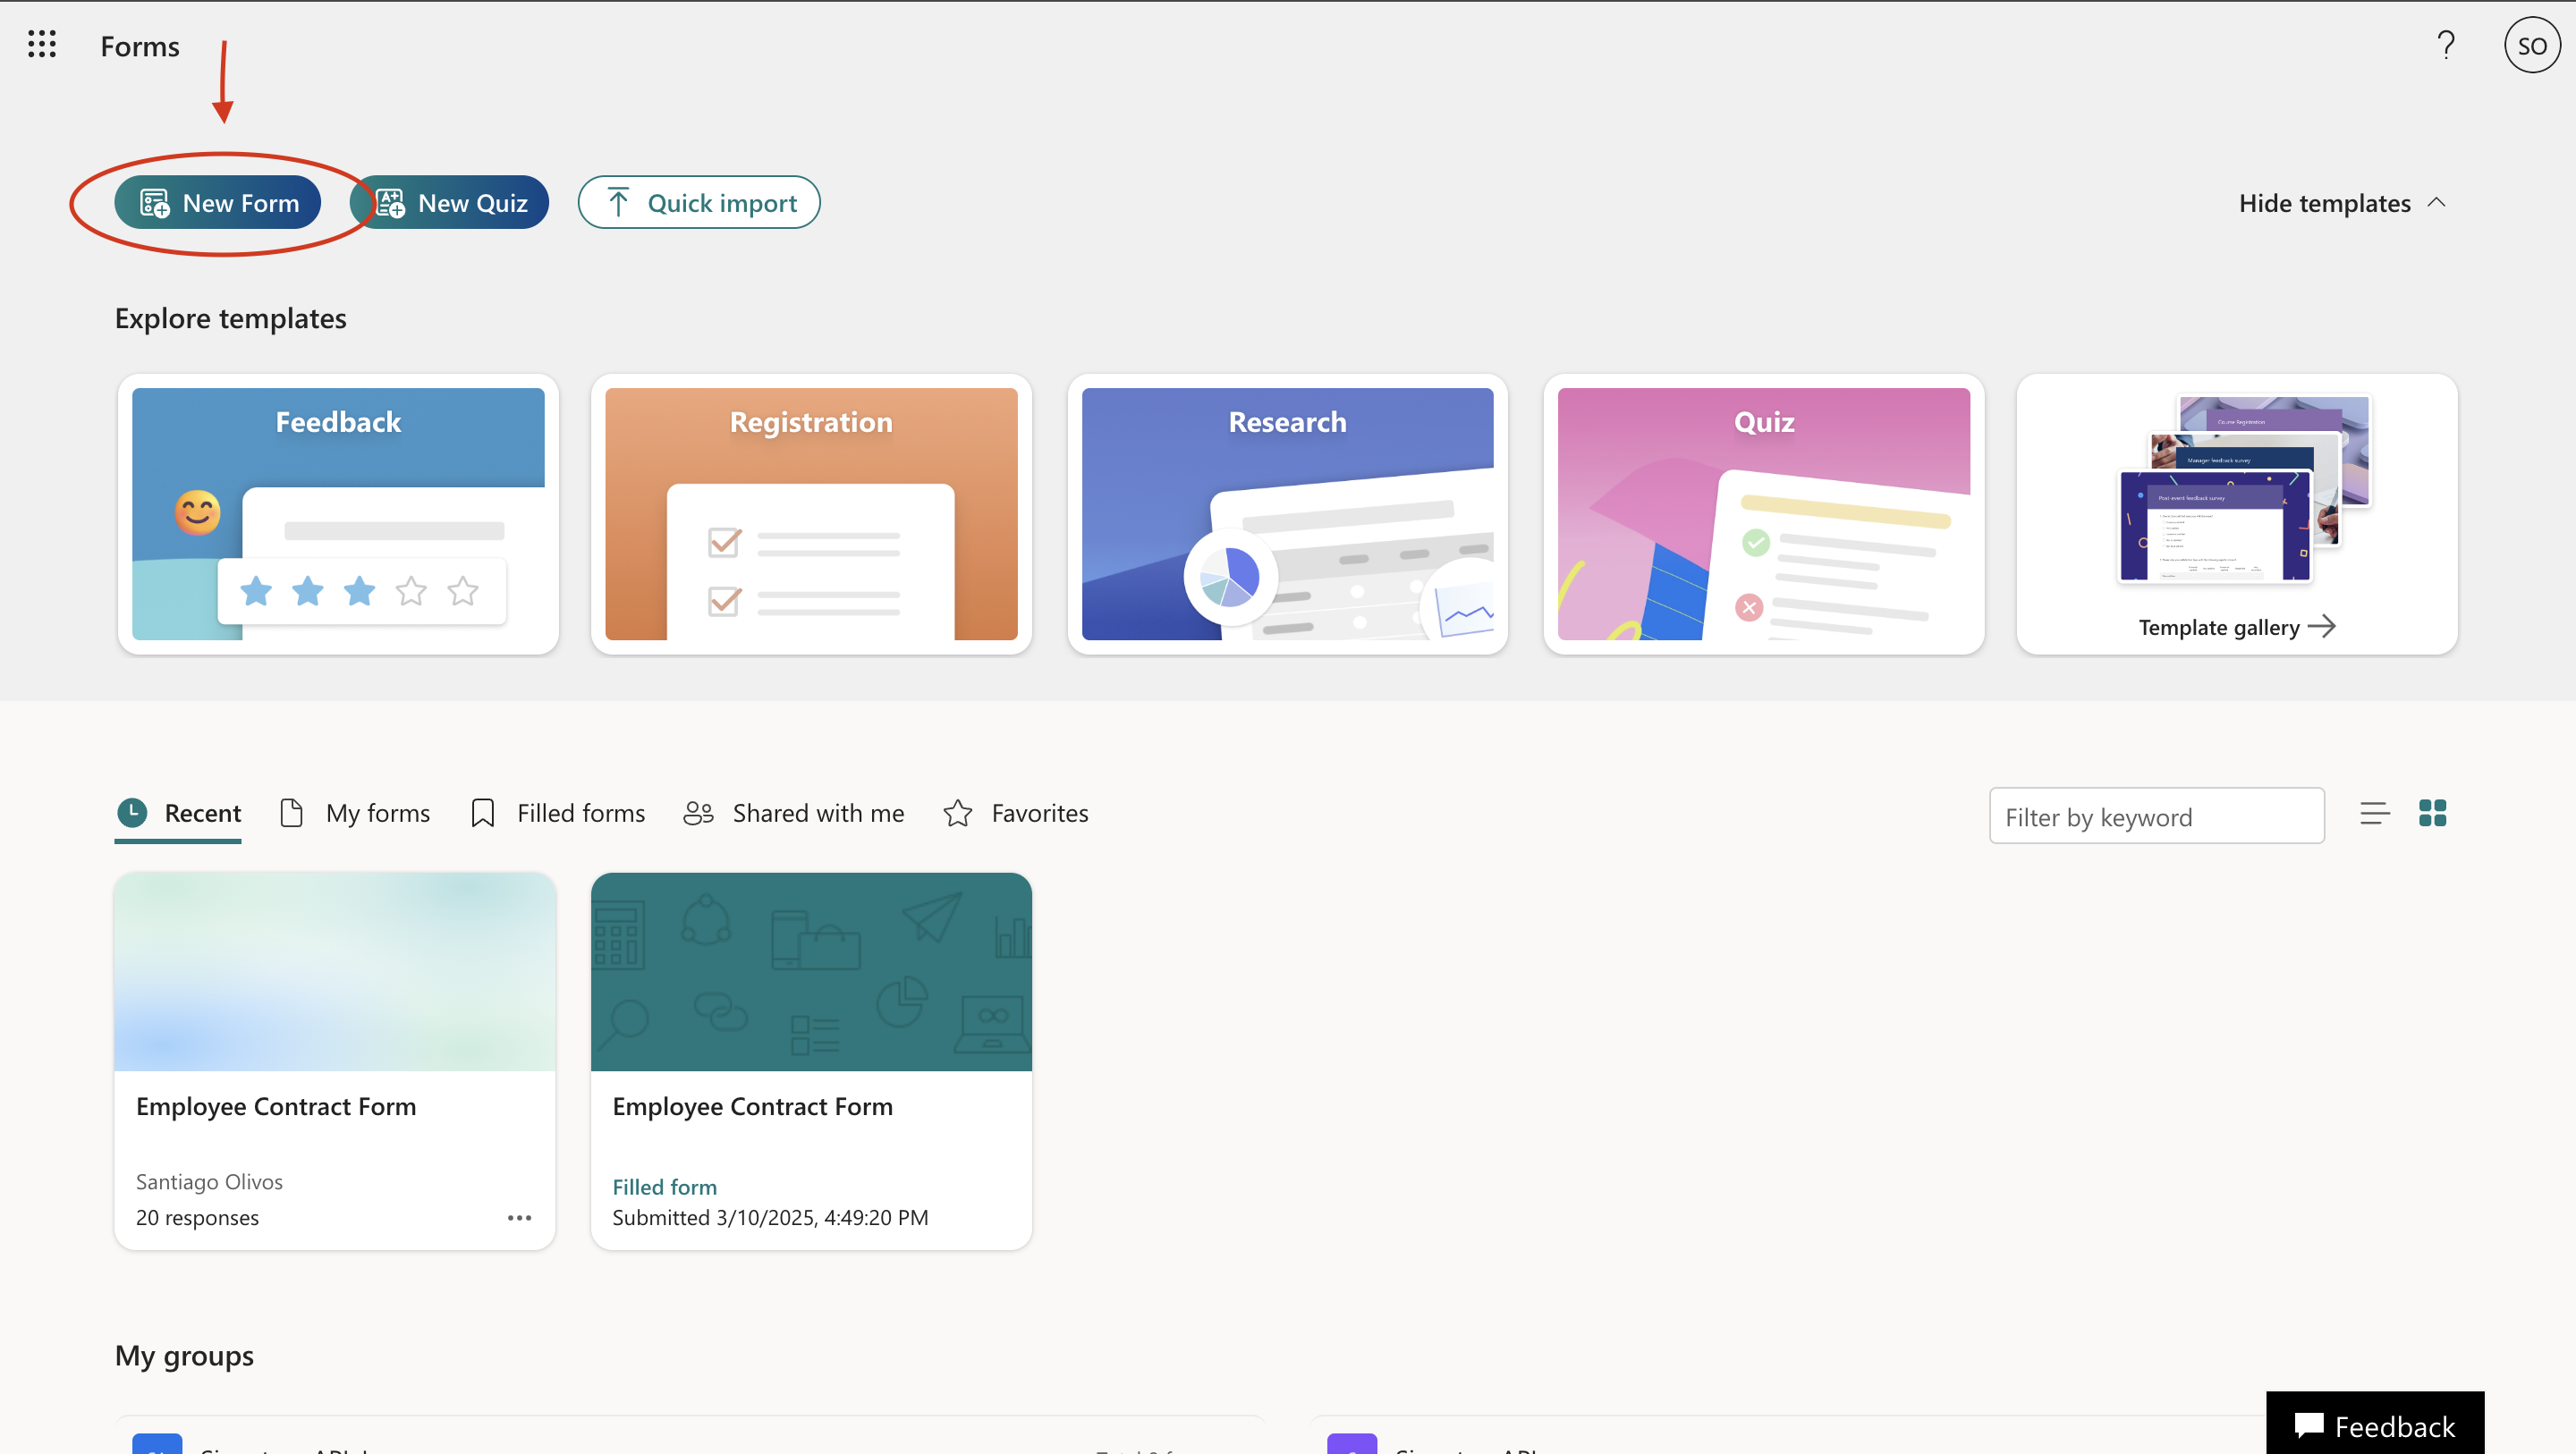 Forms
?
SO
New Form
New Quiz
Quick import
Hide templates
Explore templates
Feedback
Registration
Research
Quiz
Course Registration
Manager feedback survey
Post-event feedback survey
Template gallery
Recent
My forms
Filled forms
Shared with me
Favorites
Filter by keyword
Employee Contract Form
Santiago Olivos
20 responses
Employee Contract Form
Filled form
Submitted 3/10/2025, 4:49:20 PM
My groups
Feedback